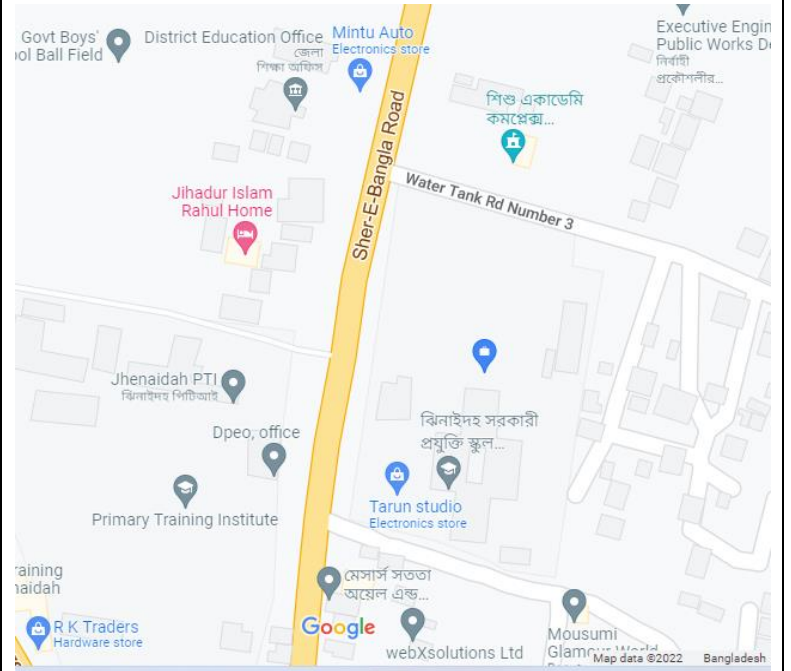 Govt Boys'
ol Ball Field
District Education Office
জেলা
শিক্ষা অফিস
Mintu Auto
Electronics store
Executive Engin
Public Works D
নির্বাহী
প্রকৌশলীর...
শিশু একাডেমি
কমপ্লেক্স...
Sher-E-Bangla Road
Water Tank Rd Number 3
Jihadur Islam
Rahul Home
Jhenaidah PTI
ঝিনাইদহ পিটিআই
Dpeo, office
ঝিনাইদহ সরকারী
প্রযুক্তি স্কুল...
Primary Training Institute
Tarun studio
Electronics store
raining
naidah
মেসার্স সততা
অয়েল এন্ড...
R K Traders
Hardware store
Google
webXsolutions Ltd
Mousumi
Glamour World
Map data ©2022 Bangladesh